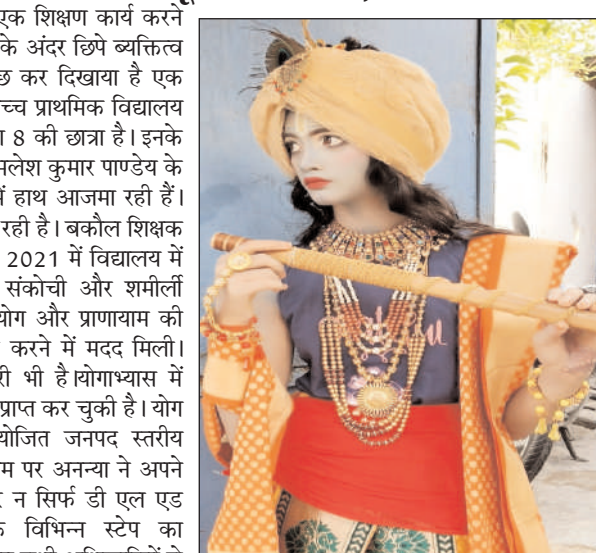 एक शिक्षण कार्य करने
के अंदर छिपे ब्यक्तित्व
छ कर दिखाया है एक
च्च प्राथमिक विद्यालय
8 की छात्रा है। इनके
मलेश कुमार पाण्डेय के
में हाथ आजमा रही हैं।
रही है। बकौल शिक्षक
2021 में विद्यालय में
संकोची और शमीर्ली
योग और प्राणायाम की
करने में मदद मिली।
री भी है।योगाभ्यास में
प्राप्त कर चुकी है। योग
योजित जनपद स्तरीय
म पर अनन्या ने अपने
न सिर्फ डी एल एड
विभिन्न स्टेप का